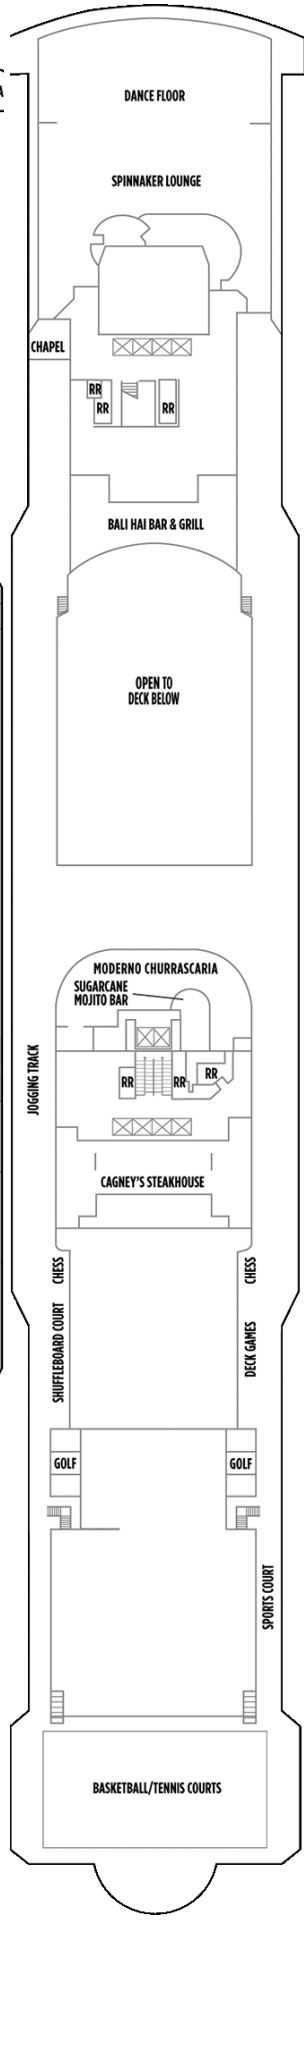 A
DANCE FLOOR
SPINNAKER LOUNGE
CHAPEL
RR
RR
RR
BALI HAI BAR & GRILL
OPEN TO
DECK BELOW
MODERNO CHURRASCARIA
SUGARCANE
MOJITO BAR
JOGGING TRACK
RR
RR
RR
CAGNEY'S STEAKHOUSE
CHESS
CHESS
SHUFFLEBOARD COURT
DECK GAMES
GOLF
GOLF
SPORTS COURT
BASKETBALL/TENNIS COURTS